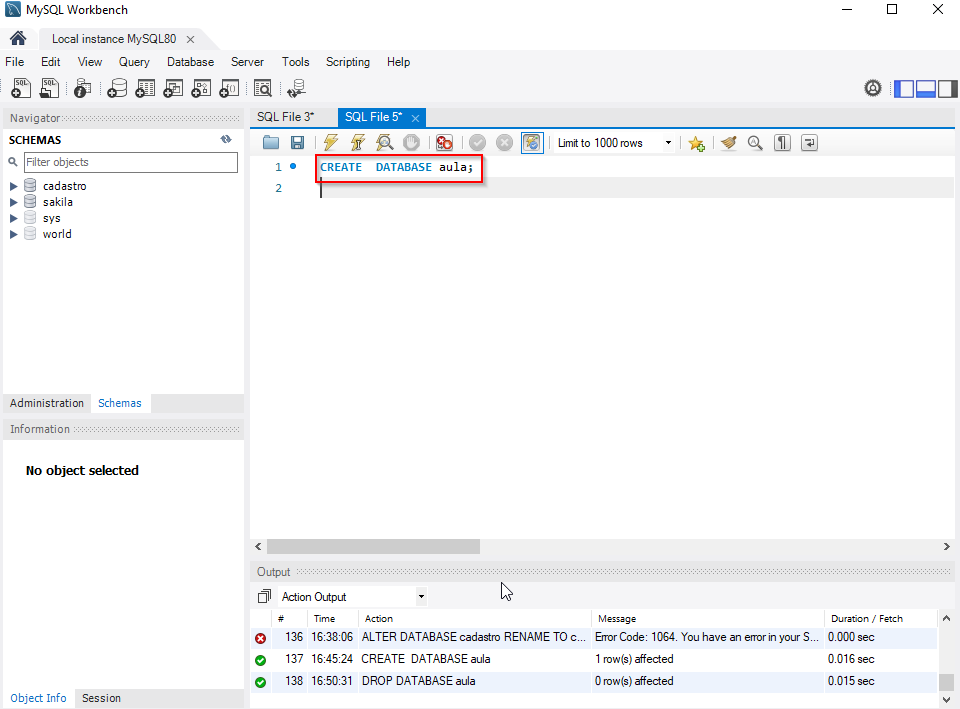 MySQL Workbench
Local instance MySQL80
File Edit View Query Database Server Tools Scripting Help
Navigator
SCHEMAS
Filter objects
cadastro
sakila
sys
world
Administration Schemas
Information
No object selected
Object Info Session
SQL File 3* SQL File 5*
Limit to 1000 rows
1 CREATE  DATABASE aula;
2
Output
Action Output
# Time Action Message Duration / Fetch
136 16:38:06 ALTER DATABASE cadastro RENAME TO c... Error Code: 1064. You have an error in your S... 0.000 sec
137 16:45:24 CREATE  DATABASE aula 1 row(s) affected 0.016 sec
138 16:50:31 DROP DATABASE aula 0 row(s) affected 0.015 sec